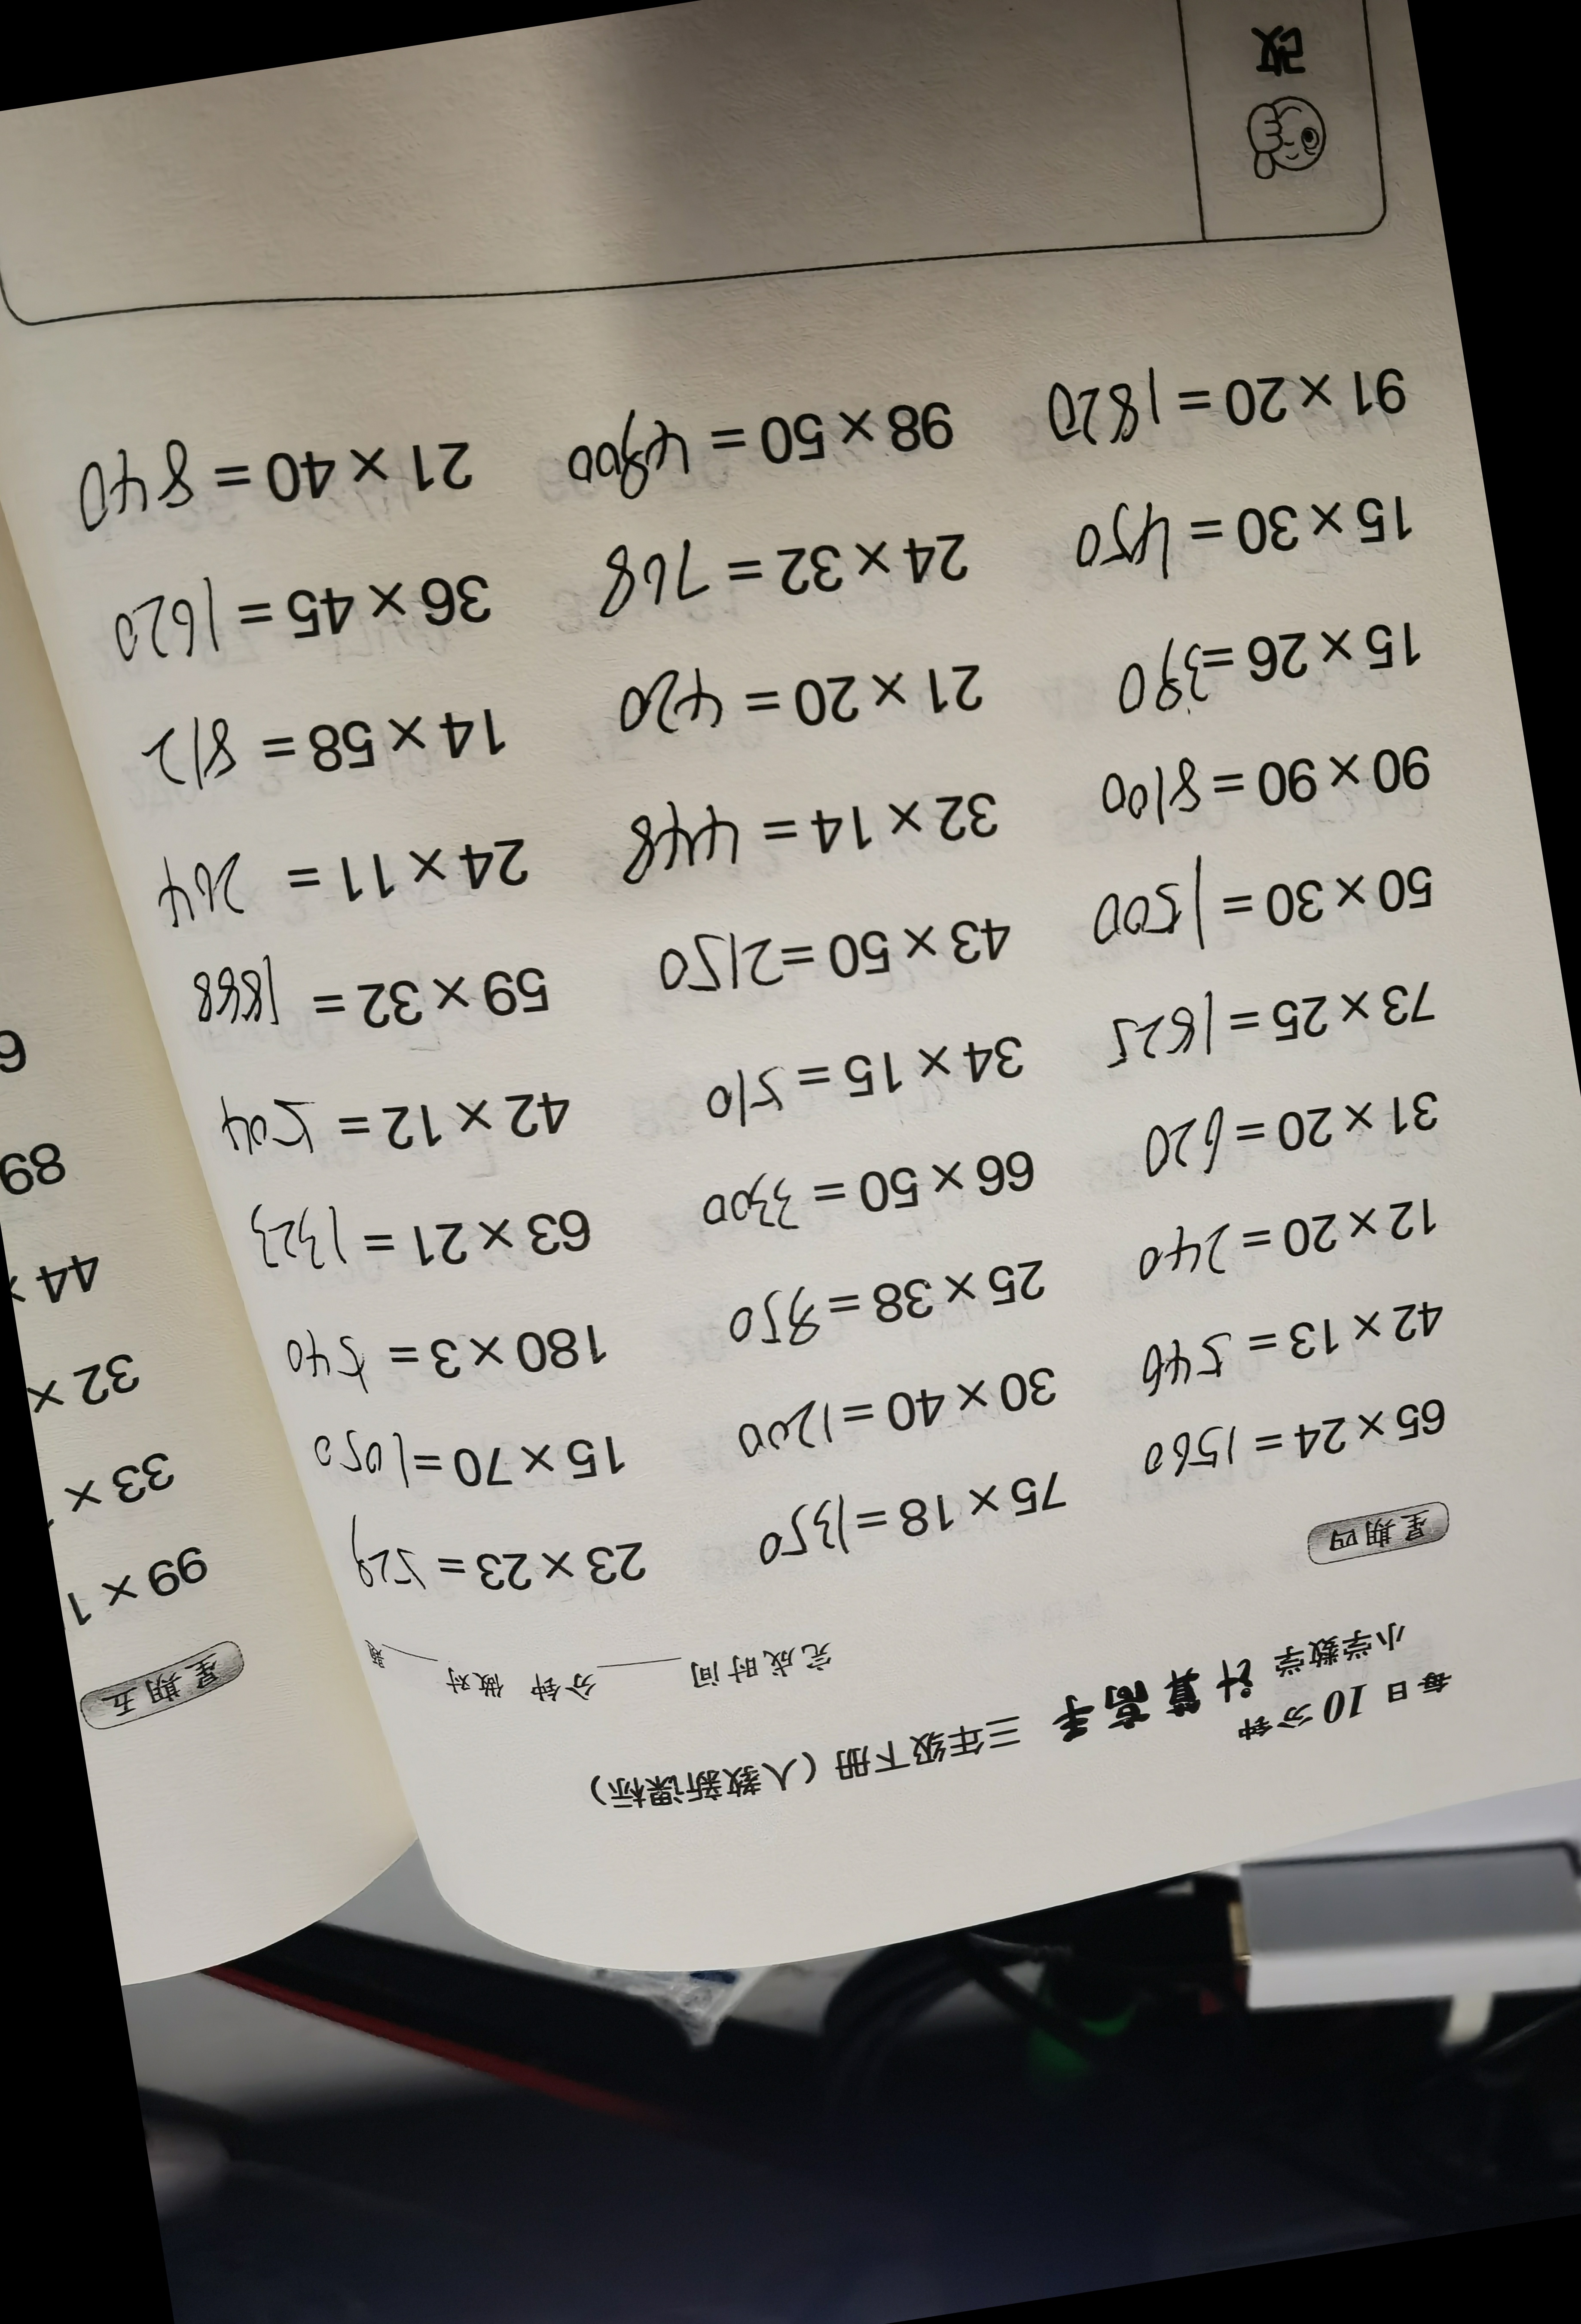 每日10分钟
小学数学 计算高手 三年级下册（人教新课标）
星期四 完成时间____分钟 做对____题
65×24=1560 75×18=1350 23×23=529
42×13=546 30×40=1200 15×70=1050
12×20=240 25×38=950 180×3=540
31×20=620 66×50=3300 63×21=1323
73×25=1825 34×15=510 42×12=504
50×30=1500 43×50=2150 59×32=1888
90×90=8100 32×14=448 24×11=264
15×26=390 21×20=420 14×58=812
15×30=450 24×32=768 36×45=1620
91×20=1820 98×50=4900 21×40=840
改
星期五
99×1
33×
32×
44×
89
6